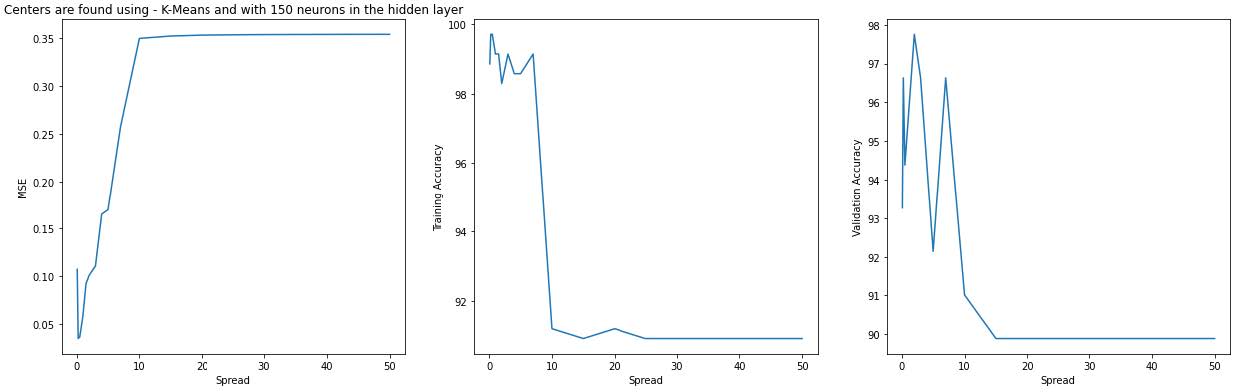 Centers are found using - K-Means and with 150 neurons in the hidden layer
0.35
0.30
0.25
0.20
0.15
0.10
0.05
MSE
0 10 20 30 40 50
Spread
100
98
96
94
92
Training Accuracy
0 10 20 30 40 50
Spread
98
97
96
95
94
93
92
91
90
Validation Accuracy
0 10 20 30 40 50
Spread